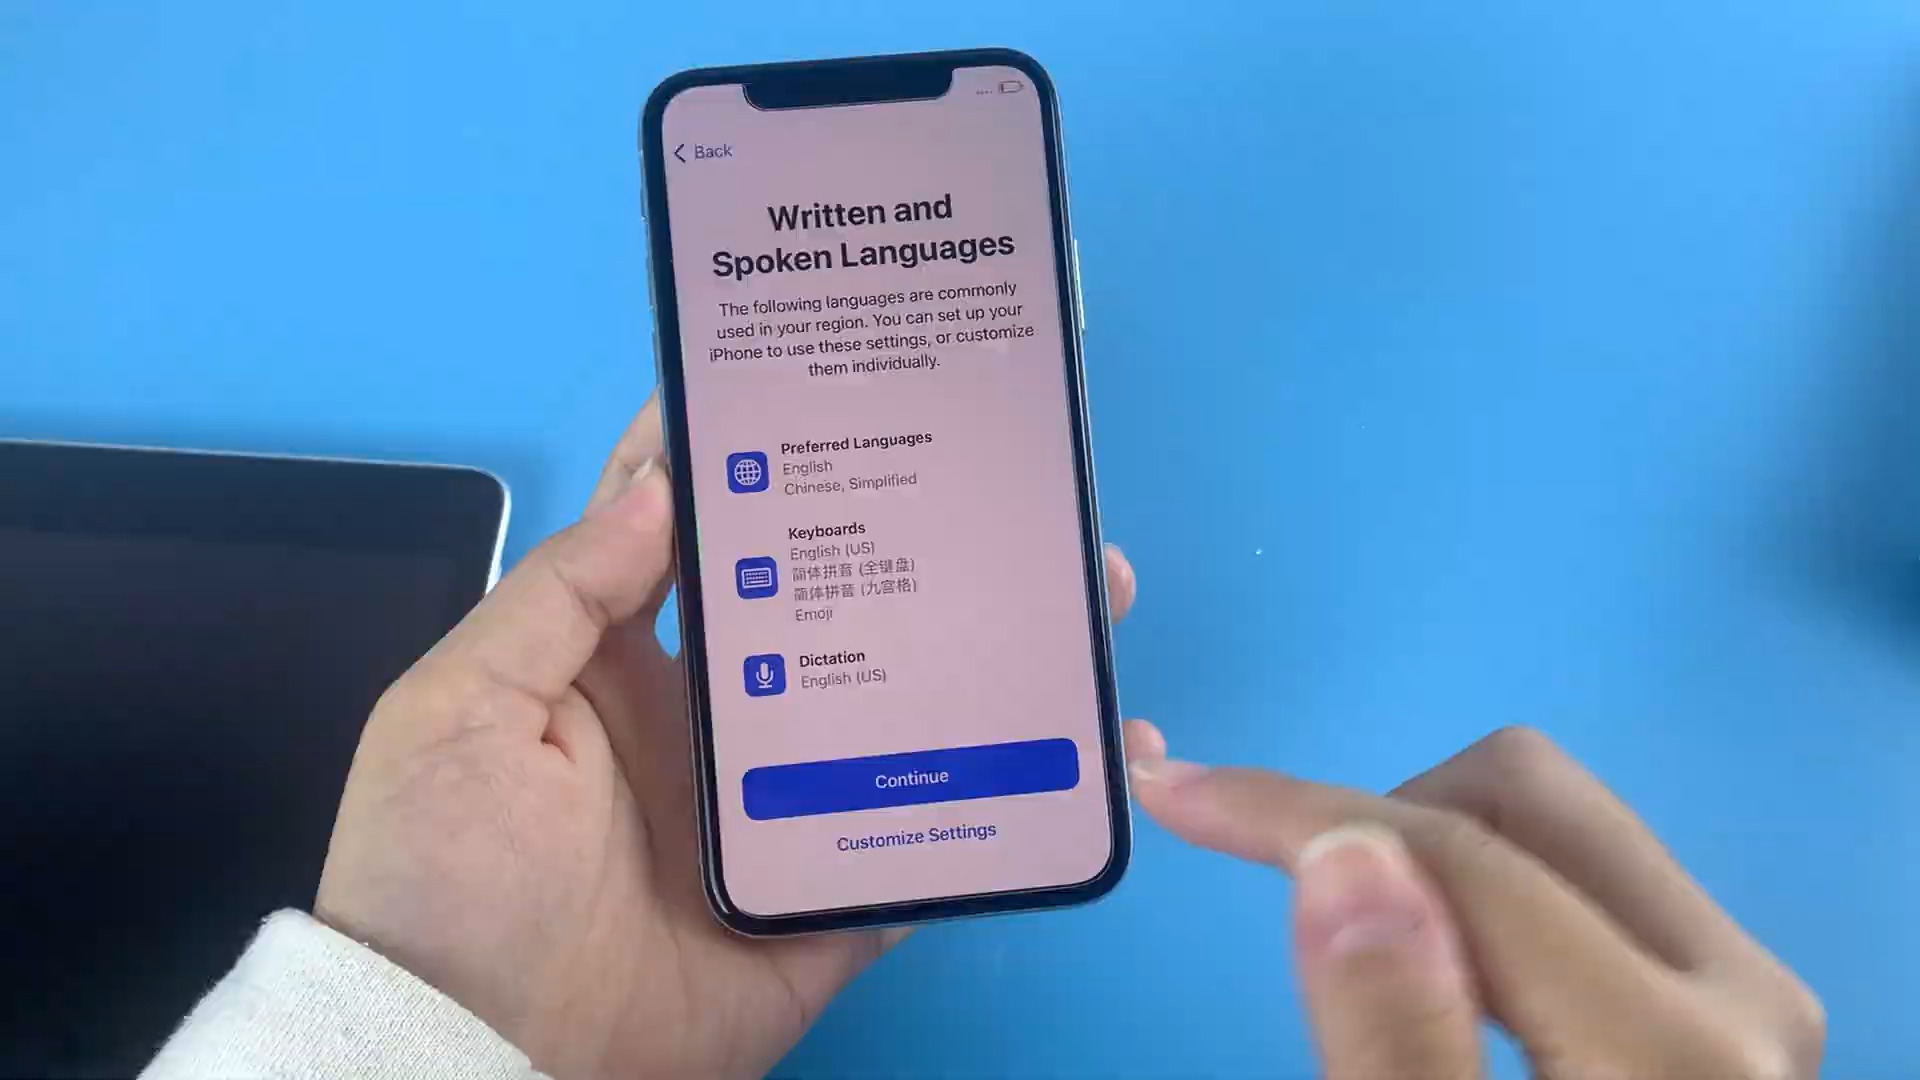 Back
Written and
Spoken Languages
The following languages are commonly
used in your region. You can set up your
iPhone to use these settings, or customize
them individually.
Preferred Languages
English
Chinese, Simplified
Keyboards
English (US)
简体拼音 (全键盘)
简体拼音 (九宫格)
Emoji
Dictation
English (US)
Continue
Customize Settings